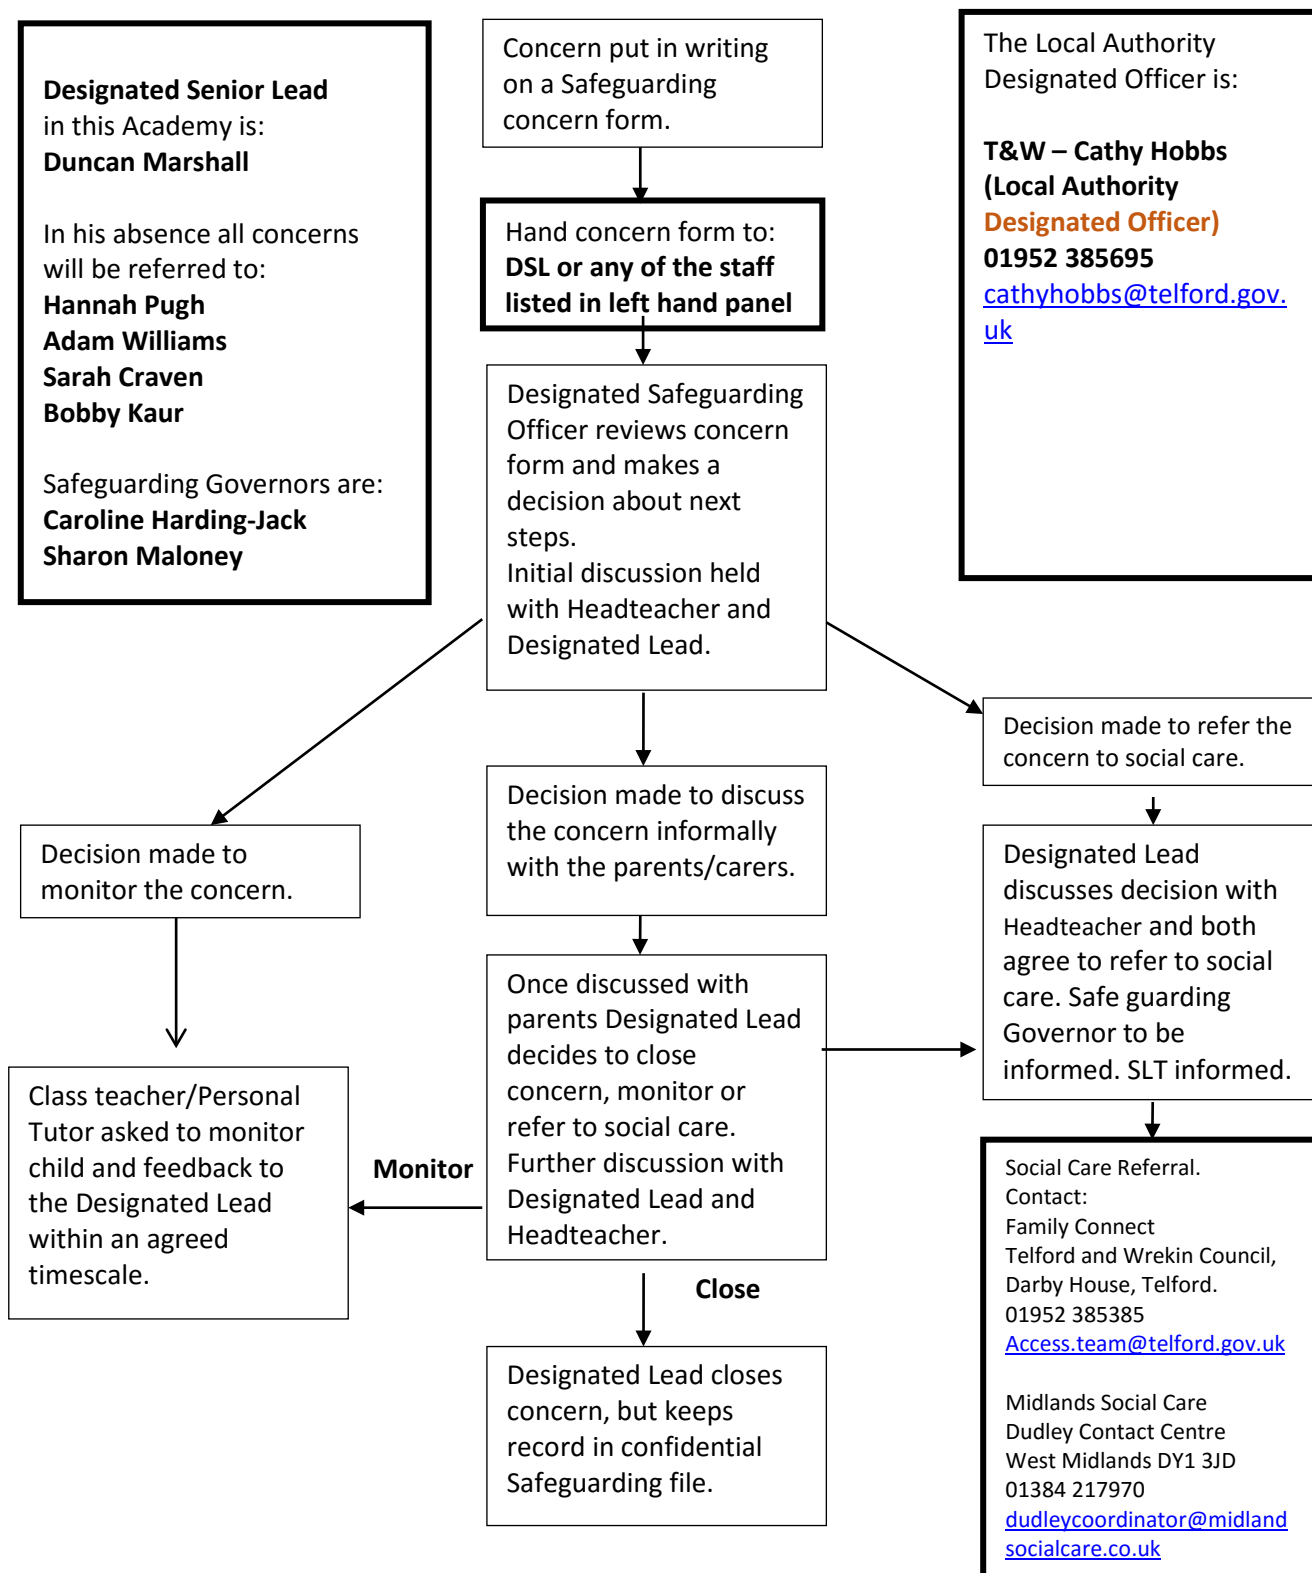 Designated Senior Lead
in this Academy is:
Duncan Marshall
In his absence all concerns
will be referred to:
Hannah Pugh
Adam Williams
Sarah Craven
Bobby Kaur
Safeguarding Governors are:
Caroline Harding-Jack
Sharon Maloney
Concern put in writing
on a Safeguarding
concern form.
The Local Authority
Designated Officer is:
T&W – Cathy Hobbs
(Local Authority
Designated Officer)
01952 385695
cathyhobbs@telford.gov.
uk
Hand concern form to:
DSL or any of the staff
listed in left hand panel
Designated Safeguarding
Officer reviews concern
form and makes a
decision about next
steps.
Initial discussion held
with Headteacher and
Designated Lead.
Decision made to
monitor the concern.
Decision made to discuss
the concern informally
with the parents/carers.
Decision made to refer the
concern to social care.
Class teacher/Personal
Tutor asked to monitor
child and feedback to
the Designated Lead
within an agreed
timescale.
Monitor
Once discussed with
parents Designated Lead
decides to close
concern, monitor or
refer to social care.
Further discussion with
Designated Lead and
Headteacher.
Designated Lead
discusses decision with
Headteacher and both
agree to refer to social
care. Safe guarding
Governor to be
informed. SLT informed.
Close
Designated Lead closes
concern, but keeps
record in confidential
Safeguarding file.
Social Care Referral.
Contact:
Family Connect
Telford and Wrekin Council,
Darby House, Telford.
01952 385385
Access.team@telford.gov.uk
Midlands Social Care
Dudley Contact Centre
West Midlands DY1 3JD
01384 217970
dudleycoordinator@midland
socialcare.co.uk